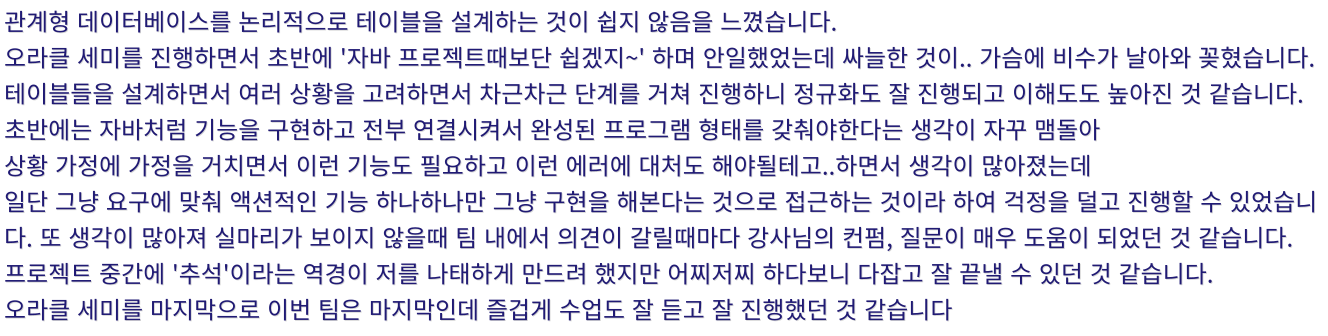 관계형 데이터베이스를 논리적으로 테이블을 설계하는 것이 쉽지 않음을 느꼈습니다.
오라클 세미를 진행하면서 초반에 '자바 프로젝트때보단 쉽겠지~' 하며 안일했었는데 싸늘한 것이.. 가슴에 비수가 날아와 꽂혔습니다.
테이블들을 설계하면서 여러 상황을 고려하면서 차근차근 단계를 거쳐 진행하니 정규화도 잘 진행되고 이해도도 높아진 것 같습니다.
초반에는 자바처럼 기능을 구현하고 전부 연결시켜서 완성된 프로그램 형태를 갖춰야한다는 생각이 자꾸 맴돌아
상황 가정에 가정을 거치면서 이런 기능도 필요하고 이런 에러에 대처도 해야될테고..하면서 생각이 많아졌는데
일단 그냥 요구에 맞춰 액션적인 기능 하나하나만 그냥 구현을 해본다는 것으로 접근하는 것이라 하여 걱정을 덜고 진행할 수 있었습니
다. 또 생각이 많아져 실마리가 보이지 않을때 팀 내에서 의견이 갈릴때마다 강사님의 컨펌, 질문이 매우 도움이 되었던 것 같습니다.
프로젝트 중간에 '추석'이라는 역경이 저를 나태하게 만드려 했지만 어찌저찌 하다보니 다잡고 잘 끝낼 수 있던 것 같습니다.
오라클 세미를 마지막으로 이번 팀은 마지막인데 즐겁게 수업도 잘 듣고 잘 진행했던 것 같습니다